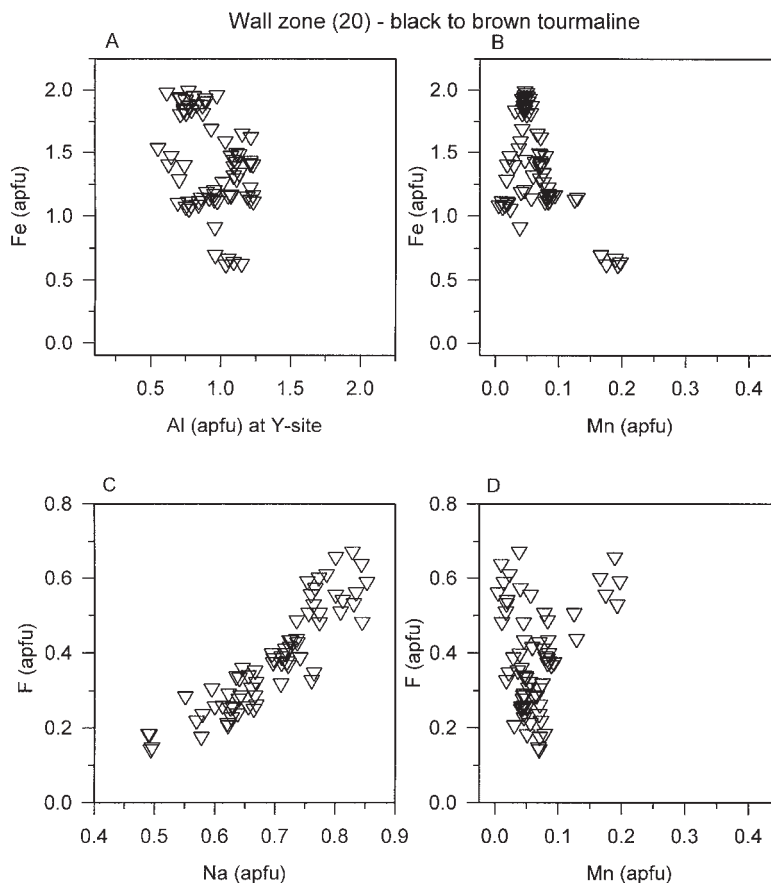 Wall zone (20) - black to brown tourmaline
A
B
2.0
1.5
1.0
0.5
0.0
Fe (apfu)
0.5 1.0 1.5 2.0
Al (apfu) at Y-site
2.0
1.5
1.0
0.5
0.0
Fe (apfu)
0.0 0.1 0.2 0.3 0.4
Mn (apfu)
C
D
0.8
0.6
0.4
0.2
0.0
F (apfu)
0.4 0.5 0.6 0.7 0.8 0.9
Na (apfu)
0.8
0.6
0.4
0.2
0.0
F (apfu)
0.0 0.1 0.2 0.3 0.4
Mn (apfu)